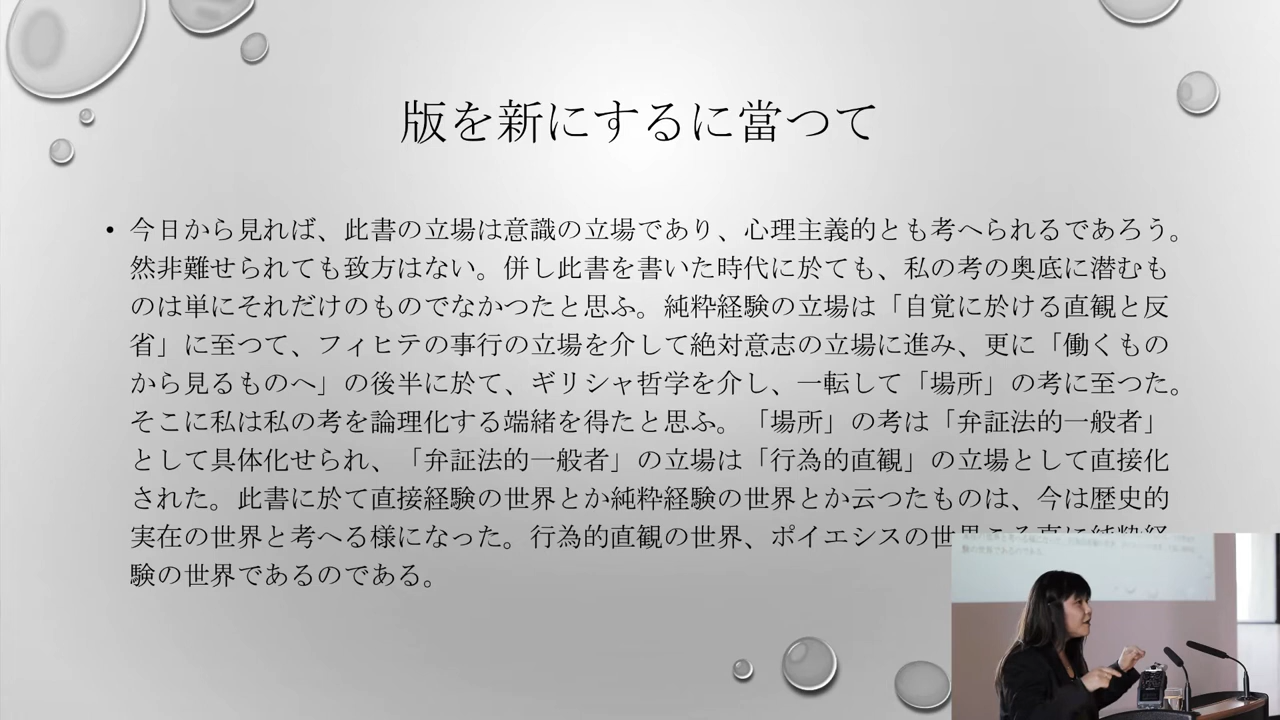 版を新にするに當つて
• 今日から見れば、此書の立場は意識の立場であり、心理主義的とも考へられるであろう。
然非難せられても致方はない。併し此書を書いた時代に於ても、私の考の奥底に潜むも
のは単にそれだけのものでなかつたと思ふ。純粋経験の立場は「自覚に於ける直観と反
省」に至つて、フィヒテの事行の立場を介して絶対意志の立場に進み、更に「働くもの
から見るものへ」の後半に於て、ギリシャ哲学を介し、一転して「場所」の考に至つた。
そこに私は私の考を論理化する端緒を得たと思ふ。「場所」の考は「弁証法的一般者」
として具体化せられ、「弁証法的一般者」の立場は「行為的直観」の立場として直接化
された。此書に於て直接経験の世界とか純粋経験の世界とか云つたものは、今は歴史的
実在の世界と考へる様になった。行為的直観の世界、ポイエシスの世界こそ真に純粋経
験の世界であるのである。